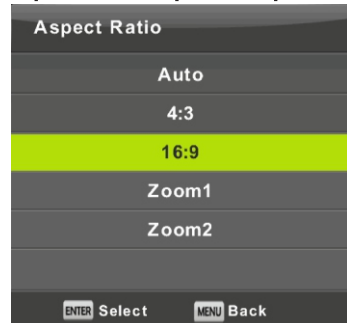 Aspect Ratio
Auto
4:3
16:9
Zoom1
Zoom2
ENTER Select MENU Back